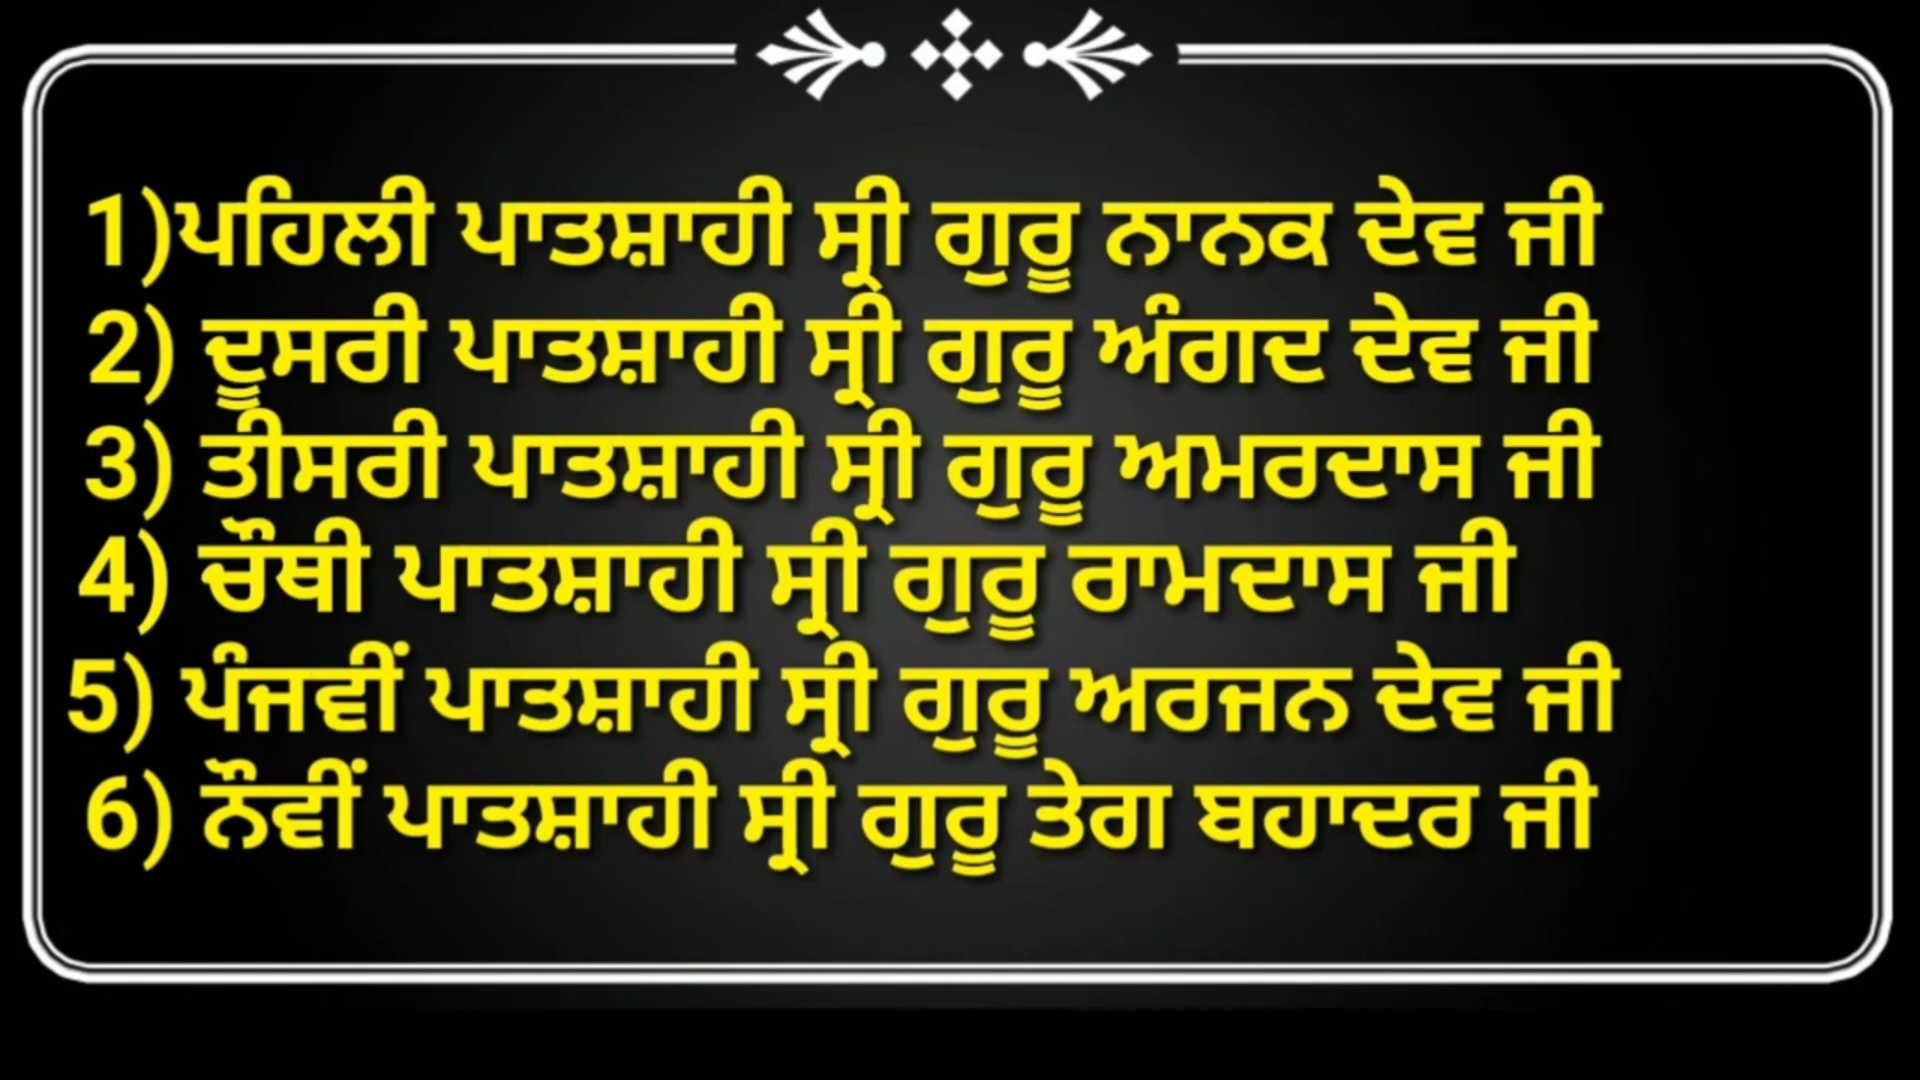 1)ਪਹਿਲੀ ਪਾਤਸ਼ਾਹੀ ਸ੍ਰੀ ਗੁਰੂ ਨਾਨਕ ਦੇਵ ਜੀ
2) ਦੂਸਰੀ ਪਾਤਸ਼ਾਹੀ ਸ੍ਰੀ ਗੁਰੂ ਅੰਗਦ ਦੇਵ ਜੀ
3) ਤੀਸਰੀ ਪਾਤਸ਼ਾਹੀ ਸ੍ਰੀ ਗੁਰੂ ਅਮਰਦਾਸ ਜੀ
4) ਚੌਥੀ ਪਾਤਸ਼ਾਹੀ ਸ੍ਰੀ ਗੁਰੂ ਰਾਮਦਾਸ ਜੀ
5) ਪੰਜਵੀਂ ਪਾਤਸ਼ਾਹੀ ਸ੍ਰੀ ਗੁਰੂ ਅਰਜਨ ਦੇਵ ਜੀ
6) ਨੌਵੀਂ ਪਾਤਸ਼ਾਹੀ ਸ੍ਰੀ ਗੁਰੂ ਤੇਗ ਬਹਾਦਰ ਜੀ